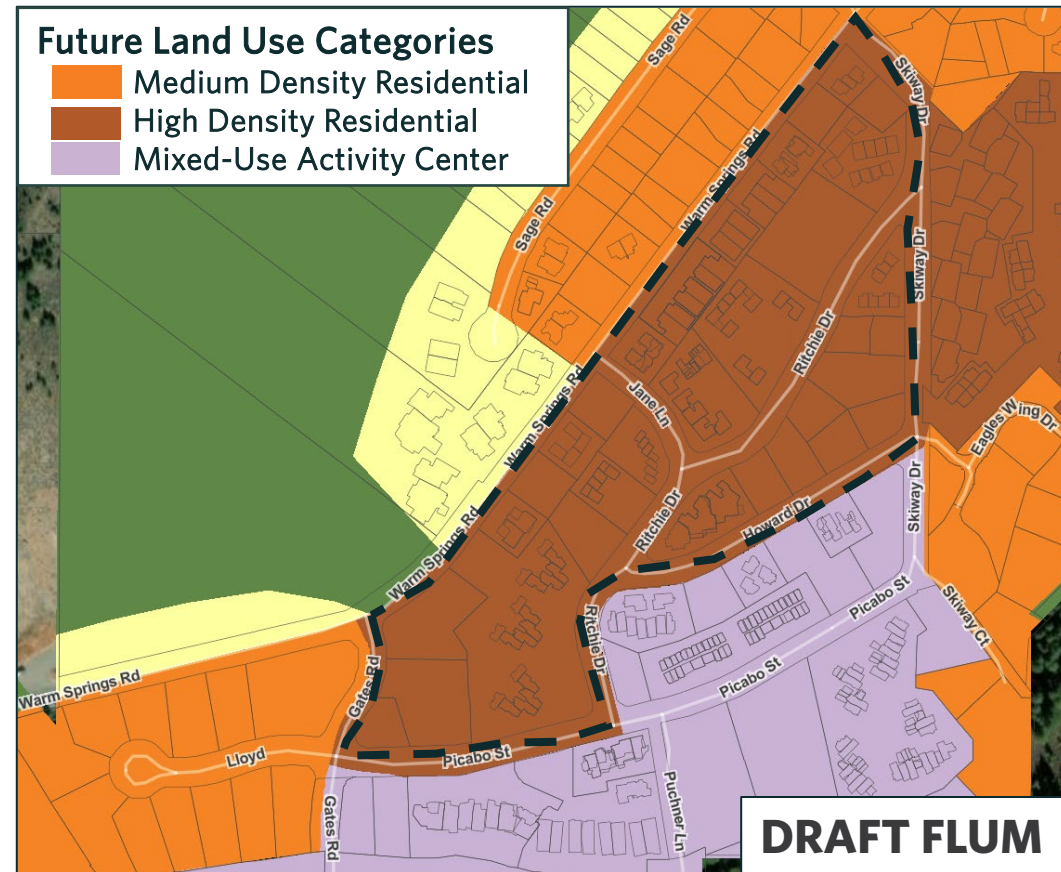 Future Land Use Categories
Medium Density Residential
High Density Residential
Mixed-Use Activity Center
Sage Rd
Skiway Dr
Warm Springs Rd
Sage Rd
Skiway Dr
Ritchie Dr
Jane Ln
Warm Springs Rd
Eagles Wing Dr
Skiway Dr
Ritchie Dr
Howard Dr
Warm Springs Rd
Picabo St
Skiway Ct
Ritchie Dr
Gates Rd
Picabo St
Warm Springs Rd
Lloyd
Picabo St
Puchner Ln
Gates Rd
DRAFT FLUM